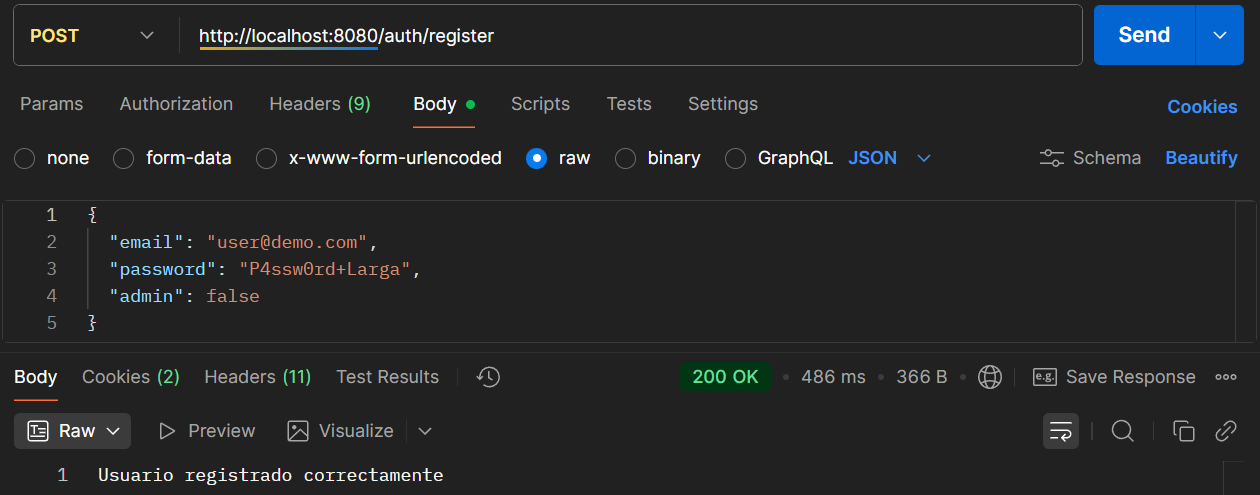 POST http://localhost:8080/auth/register Send
Params Authorization Headers (9) Body Scripts Tests Settings Cookies
none form-data x-www-form-urlencoded raw binary GraphQL JSON Schema Beautify
1 {
2 "email": "user@demo.com",
3 "password": "P4ssw0rd+Larga",
4 "admin": false
5 }
Body Cookies (2) Headers (11) Test Results 200 OK • 486 ms • 366 B • e.g. Save Response
Raw Preview Visualize
1 Usuario registrado correctamente